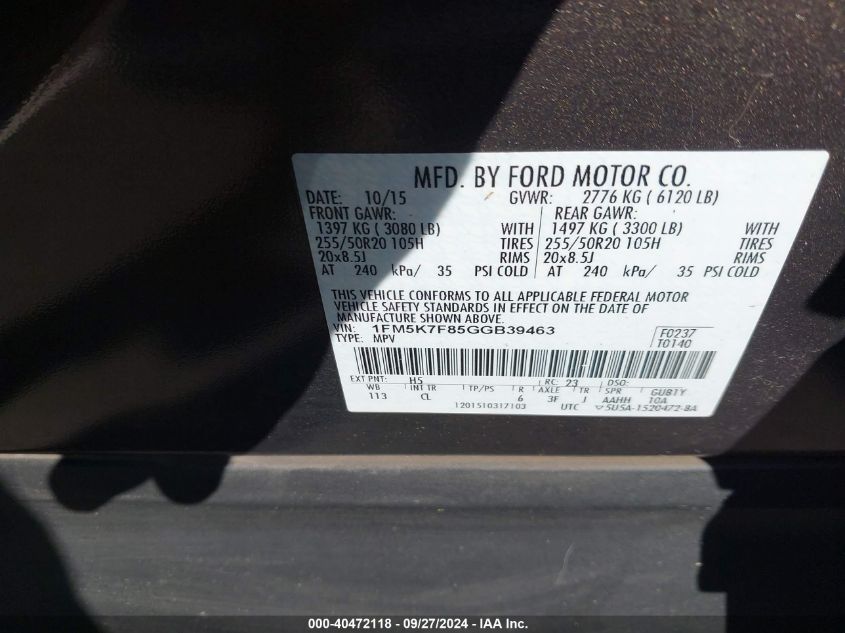 MFD. BY FORD MOTOR CO.
DATE: 10/15 GVWR: 2776 KG ( 6120 LB)
FRONT GAWR: REAR GAWR:
1397 KG ( 3080 LB) WITH 1497 KG ( 3300 LB) WITH
255/50R20 105H TIRES 255/50R20 105H TIRES
20x8.5J RIMS 20x8.5J RIMS
AT 240 kPa/ 35 PSI COLD AT 240 kPa/ 35 PSI COLD
THIS VEHICLE CONFORMS TO ALL APPLICABLE FEDERAL MOTOR
VEHICLE SAFETY STANDARDS IN EFFECT ON THE DATE OF
MANUFACTURE SHOWN ABOVE.
VIN: 1FM5K7F85GGB39463 F0237
TYPE: MPV T0140
EXT PNT: H5 RC: 23 DSO:
WB INT TR TP/PS R AXLE TR SPR GUB1Y
113 CL 6 3F J AAHH 10A
1201510317103 UTC 5U5A-1520472-BA
000-40472118 - 09/27/2024 - IAA Inc.